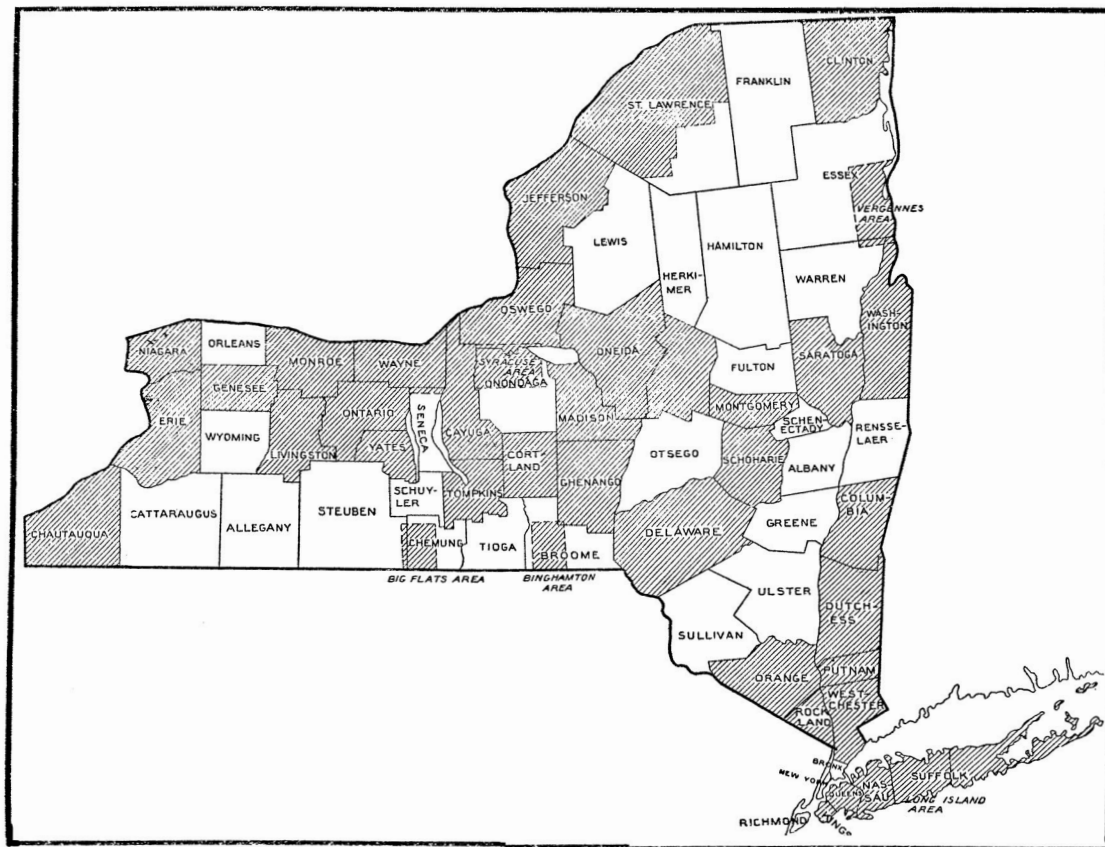 CLINTON
FRANKLIN
ST. LAWRENCE
ESSEX
JEFFERSON
VERGENNES
AREA
LEWIS
HAMILTON
HERKI-
MER
WARREN
OSWEGO
WASH-
INGTON
NIAGARA
ORLEANS
MONROE
WAYNE
SYRACUSE
AREA
ONONDAGA
ONEIDA
SARATOGA
FULTON
GENESEE
MONTGOMERY
ERIE
ONTARIO
SENECA
CAYUGA
MADISON
SCHEN-
ECTADY
RENSSE-
LAER
WYOMING
LIVINGSTON
YATES
CORT-
LAND
OTSEGO
SCHOHARIE
ALBANY
CHENANGO
SCHUY-
LER
TOMPKINS
COLUM-
BIA
CATTARAUGUS
STEUBEN
ALLEGANY
GREENE
CHAUTAUQUA
DELAWARE
CHEMUNG
TIOGA
BROOME
BIG FLATS AREA
BINGHAMTON
AREA
ULSTER
DUTCH-
ESS
SULLIVAN
ORANGE
PUTNAM
WEST-
CHESTER
ROCK
LAND
BRONX
NEW YORK
QUEENS
NAS-
SAU
SUFFOLK
LONG ISLAND
AREA
RICHMOND